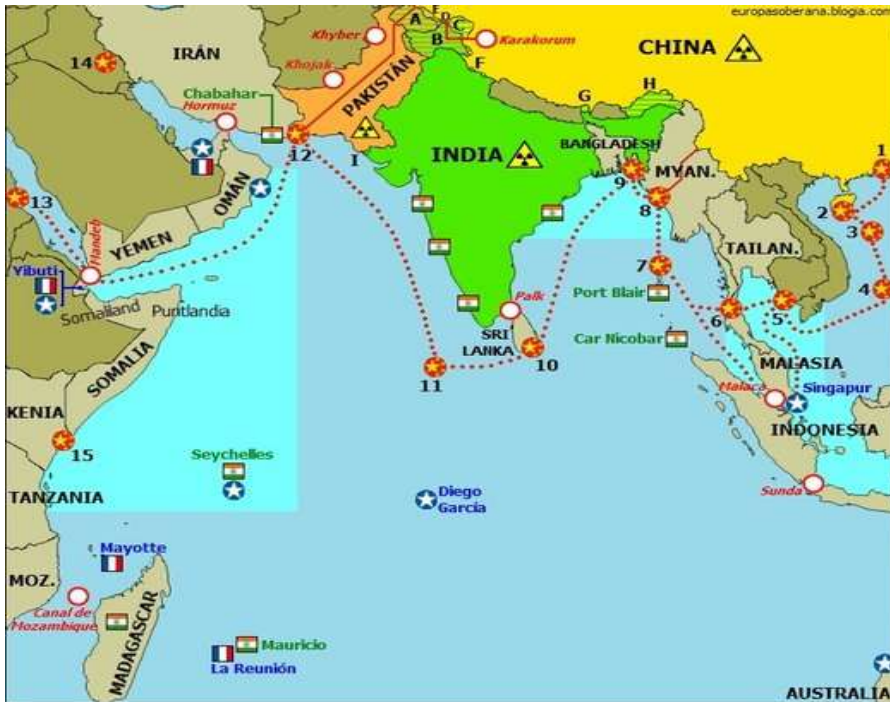 europasoberana.blogia.com
IRÁN
14
Khyber
Khojak
A
E
D
C
B
F
Karakorum
CHINA
Chabahar
Hormuz
PAKISTÁN
12
I
INDIA
G
H
BANGLADESH
9
MYAN.
8
1
2
3
4
TAILAN.
OMÁN
13
YEMEN
Mandeb
Yibuti
Somaliland
Puntlandia
7
Port Blair
6
5
Palk
SRI
LANKA
10
11
Car Nicobar
MALASIA
Malaca
Singapur
INDONESIA
SOMALIA
KENIA
15
Seychelles
Diego
García
Sunda
TANZANIA
Mayotte
MOZ.
Canal de
Mozambique
MADAGASCAR
Mauricio
La Reunión
AUSTRALIA